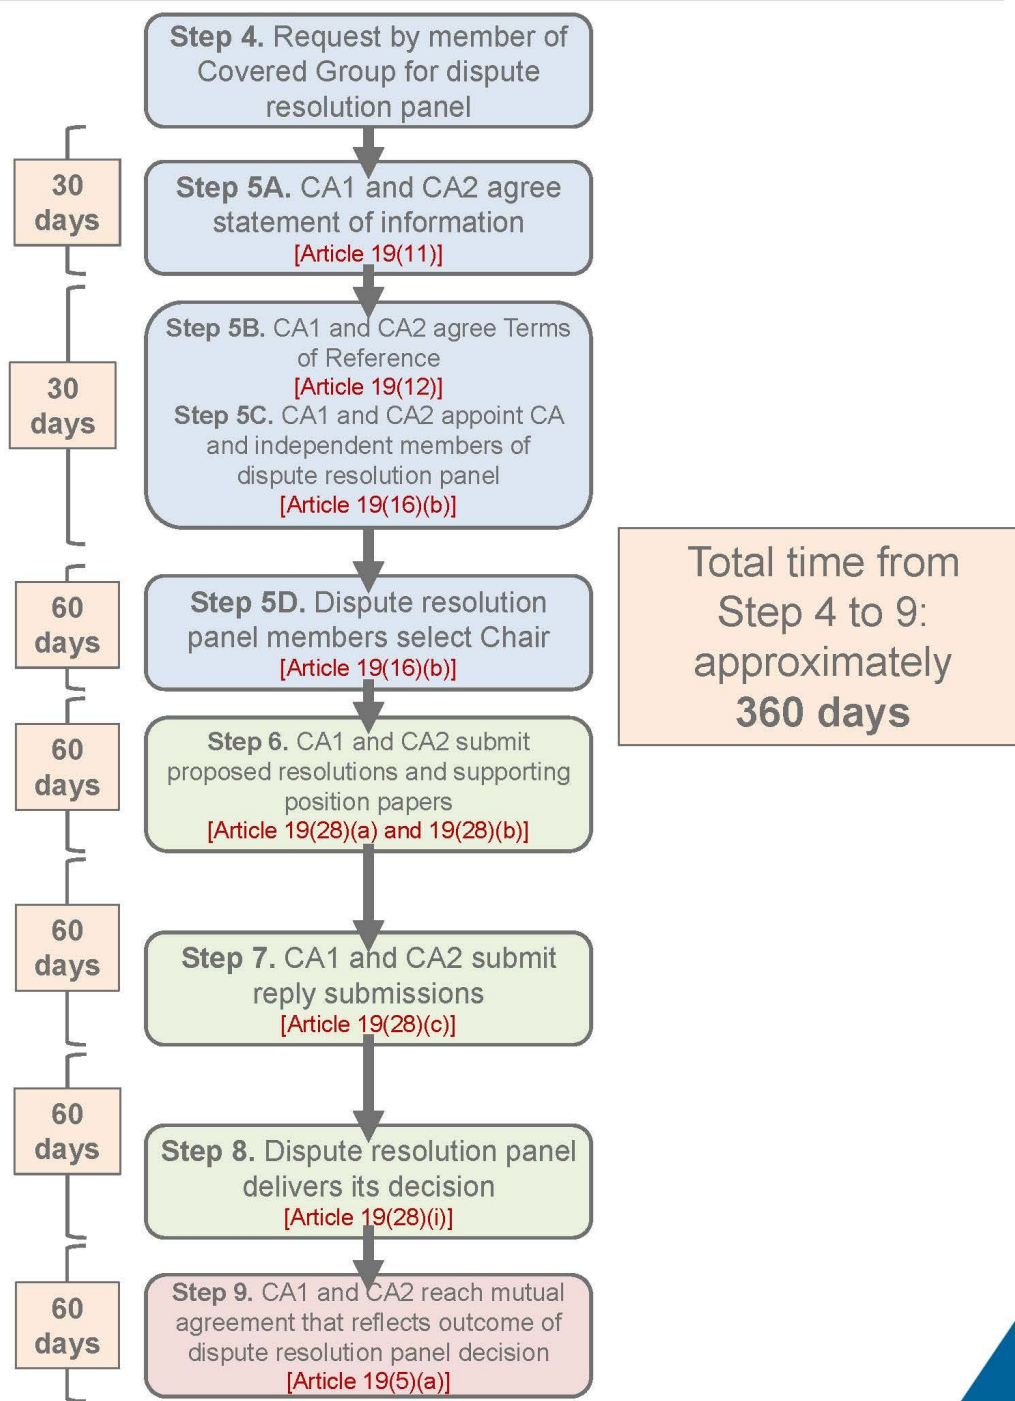 Step 4. Request by member of
Covered Group for dispute
resolution panel
30
days
Step 5A. CA1 and CA2 agree
statement of information
[Article 19(11)]
30
days
Step 5B. CA1 and CA2 agree Terms
of Reference
[Article 19(12)]
Step 5C. CA1 and CA2 appoint CA
and independent members of
dispute resolution panel
[Article 19(16)(b)]
60
days
Step 5D. Dispute resolution
panel members select Chair
[Article 19(16)(b)]
Total time from
Step 4 to 9:
approximately
360 days
60
days
Step 6. CA1 and CA2 submit
proposed resolutions and supporting
position papers
[Article 19(28)(a) and 19(28)(b)]
60
days
Step 7. CA1 and CA2 submit
reply submissions
[Article 19(28)(c)]
60
days
Step 8. Dispute resolution panel
delivers its decision
[Article 19(28)(i)]
60
days
Step 9. CA1 and CA2 reach mutual
agreement that reflects outcome of
dispute resolution panel decision
[Article 19(5)(a)]